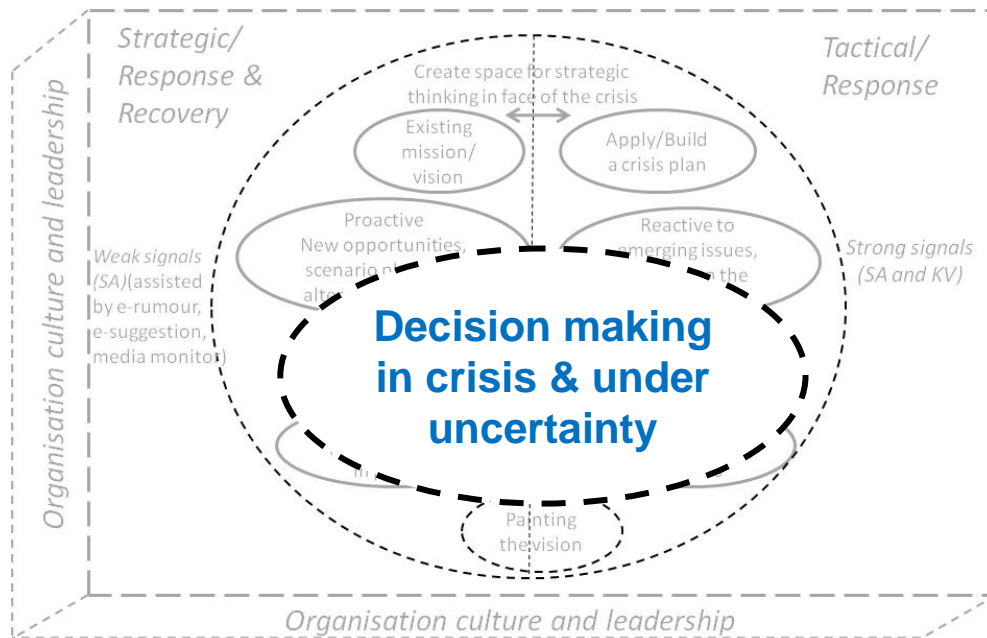 Strategic/
Response &
Recovery
Tactical/
Response
Create space for strategic
thinking in face of the crisis
Existing
mission/
vision
Apply/Build
a crisis plan
Proactive
New opportunities,
scenario
Reactive to
emerging issues,
the
Weak signals
(SA)(assisted
by e-rumour,
e-suggestion,
media monitor)
Strong signals
(SA and KV)
Decision making
in crisis & under
uncertainty
Painting
the vision
Organisation culture and leadership
Organisation culture and leadership